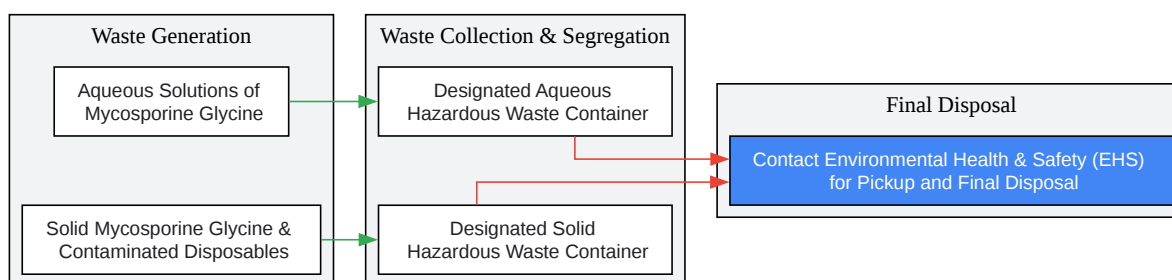 Waste Generation
Aqueous Solutions of
Mycosporine Glycine
Solid Mycosporine Glycine &
Contaminated Disposables
Waste Collection & Segregation
Designated Aqueous
Hazardous Waste Container
Designated Solid
Hazardous Waste Container
Final Disposal
Contact Environmental Health & Safety (EHS)
for Pickup and Final Disposal